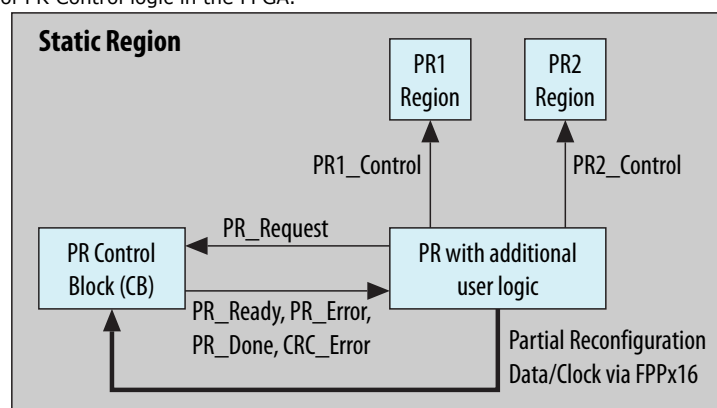 of PR Control logic in the FPGA.
Static Region
PR1
Region
PR2
Region
PR1_Control
PR2_Control
PR_Request
PR Control
Block (CB)
PR with additional
user logic
PR_Ready, PR_Error,
PR_Done, CRC_Error
Partial Reconfiguration
Data/Clock via FPPx16